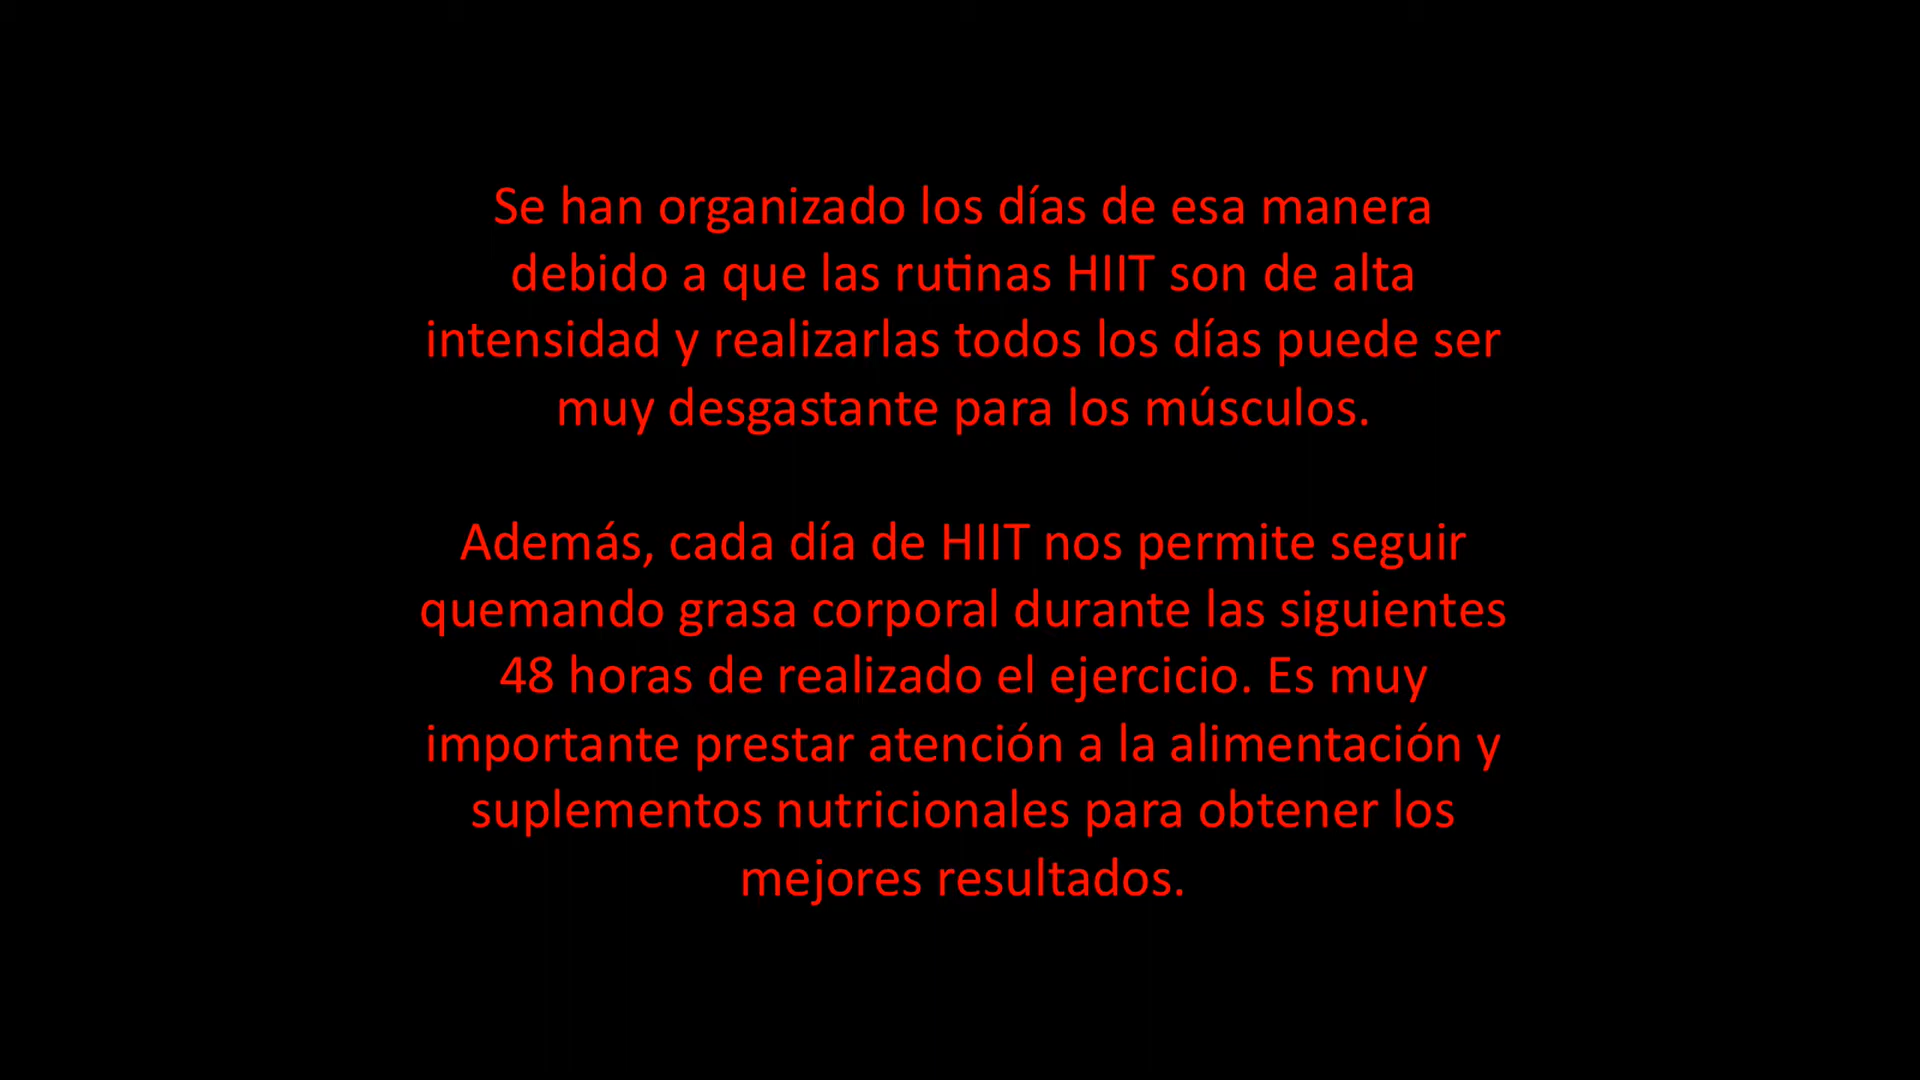 Se han organizado los días de esa manera
debido a que las rutinas HIIT son de alta
intensidad y realizarlas todos los días puede ser
muy desgastante para los músculos.
Además, cada día de HIIT nos permite seguir
quemando grasa corporal durante las siguientes
48 horas de realizado el ejercicio. Es muy
importante prestar atención a la alimentación y
suplementos nutricionales para obtener los
mejores resultados.